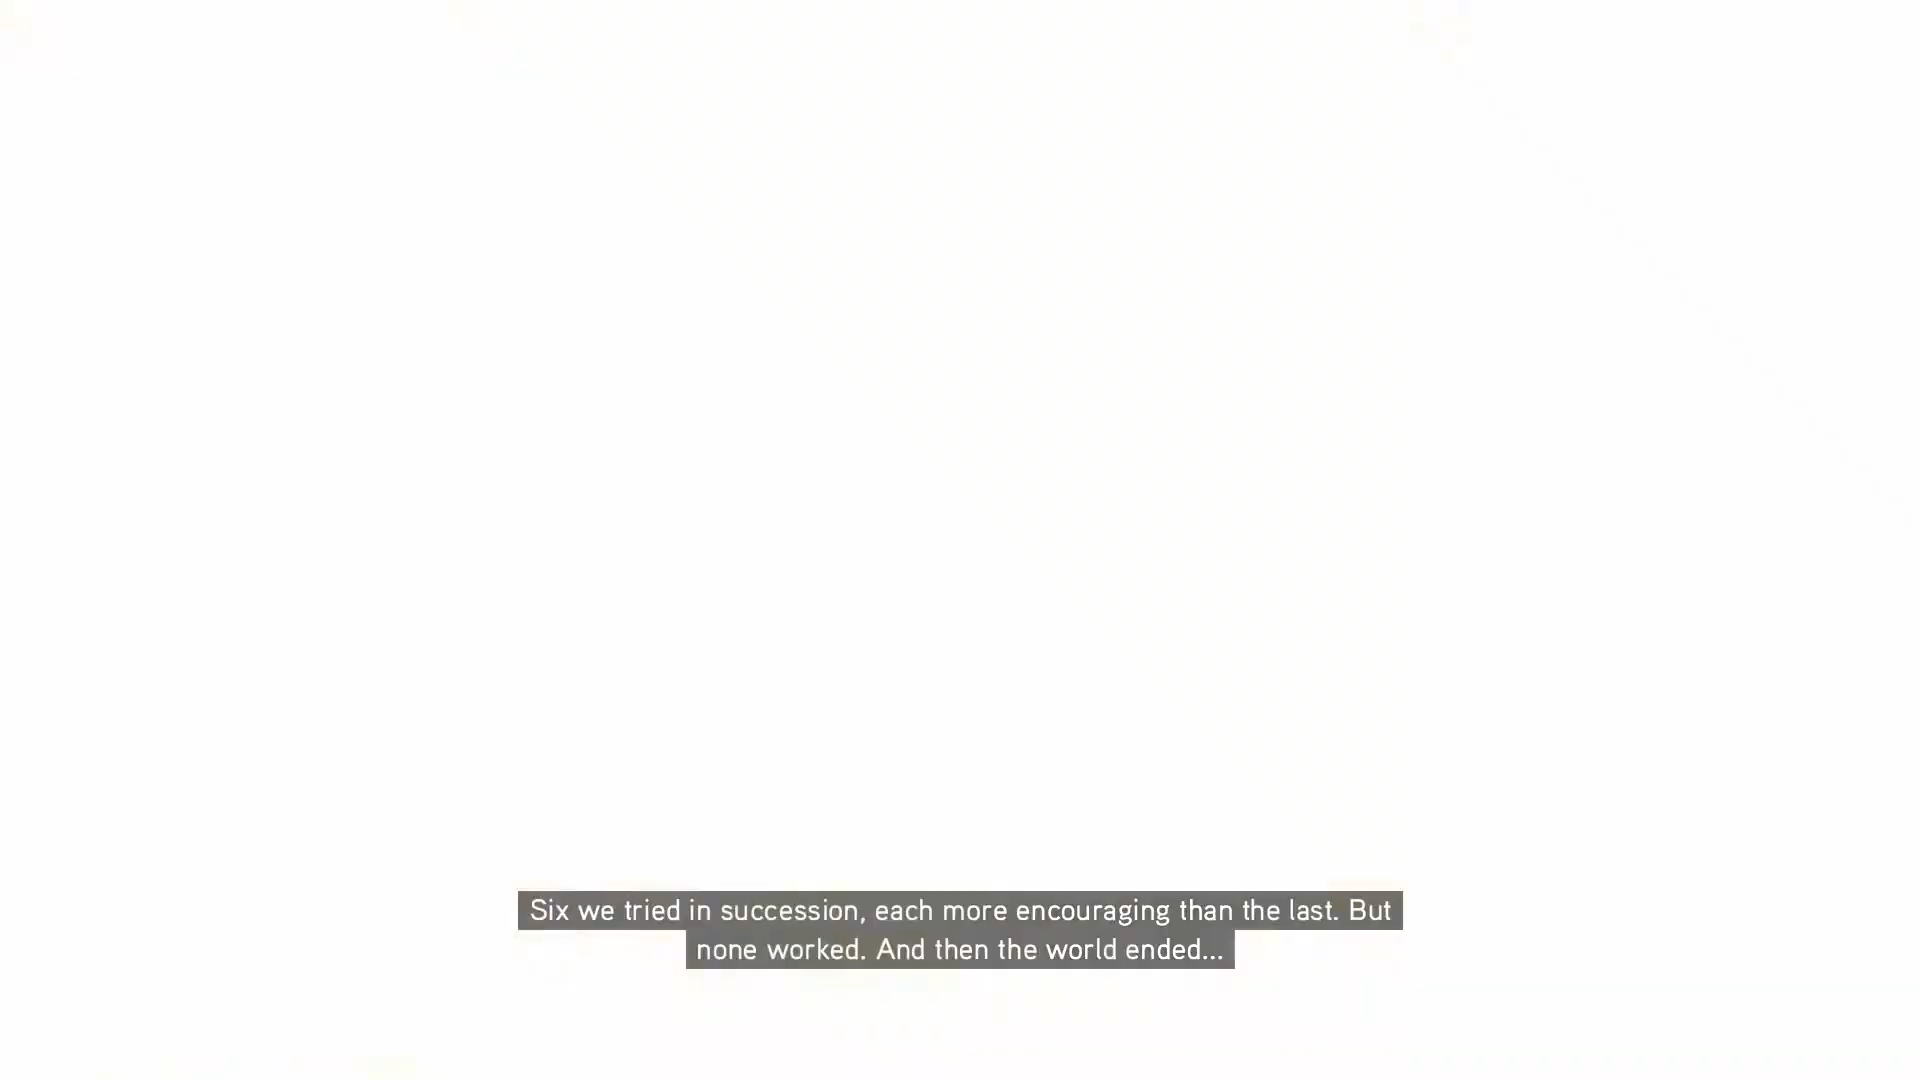 Six we tried in succession, each more encouraging than the last. But
none worked. And then the world ended...